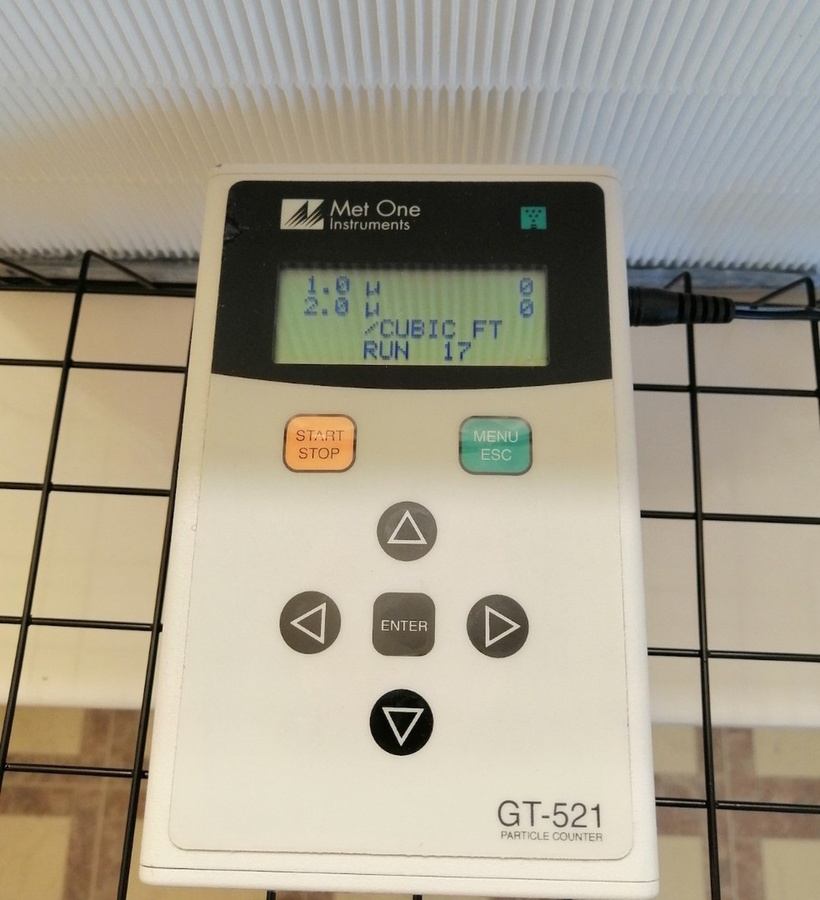 Met One
Instruments
1.0 µ 0
2.0 µ 0
/CUBIC FT
RUN 17
START
STOP
MENU
ESC
ENTER
GT-521
PARTICLE COUNTER